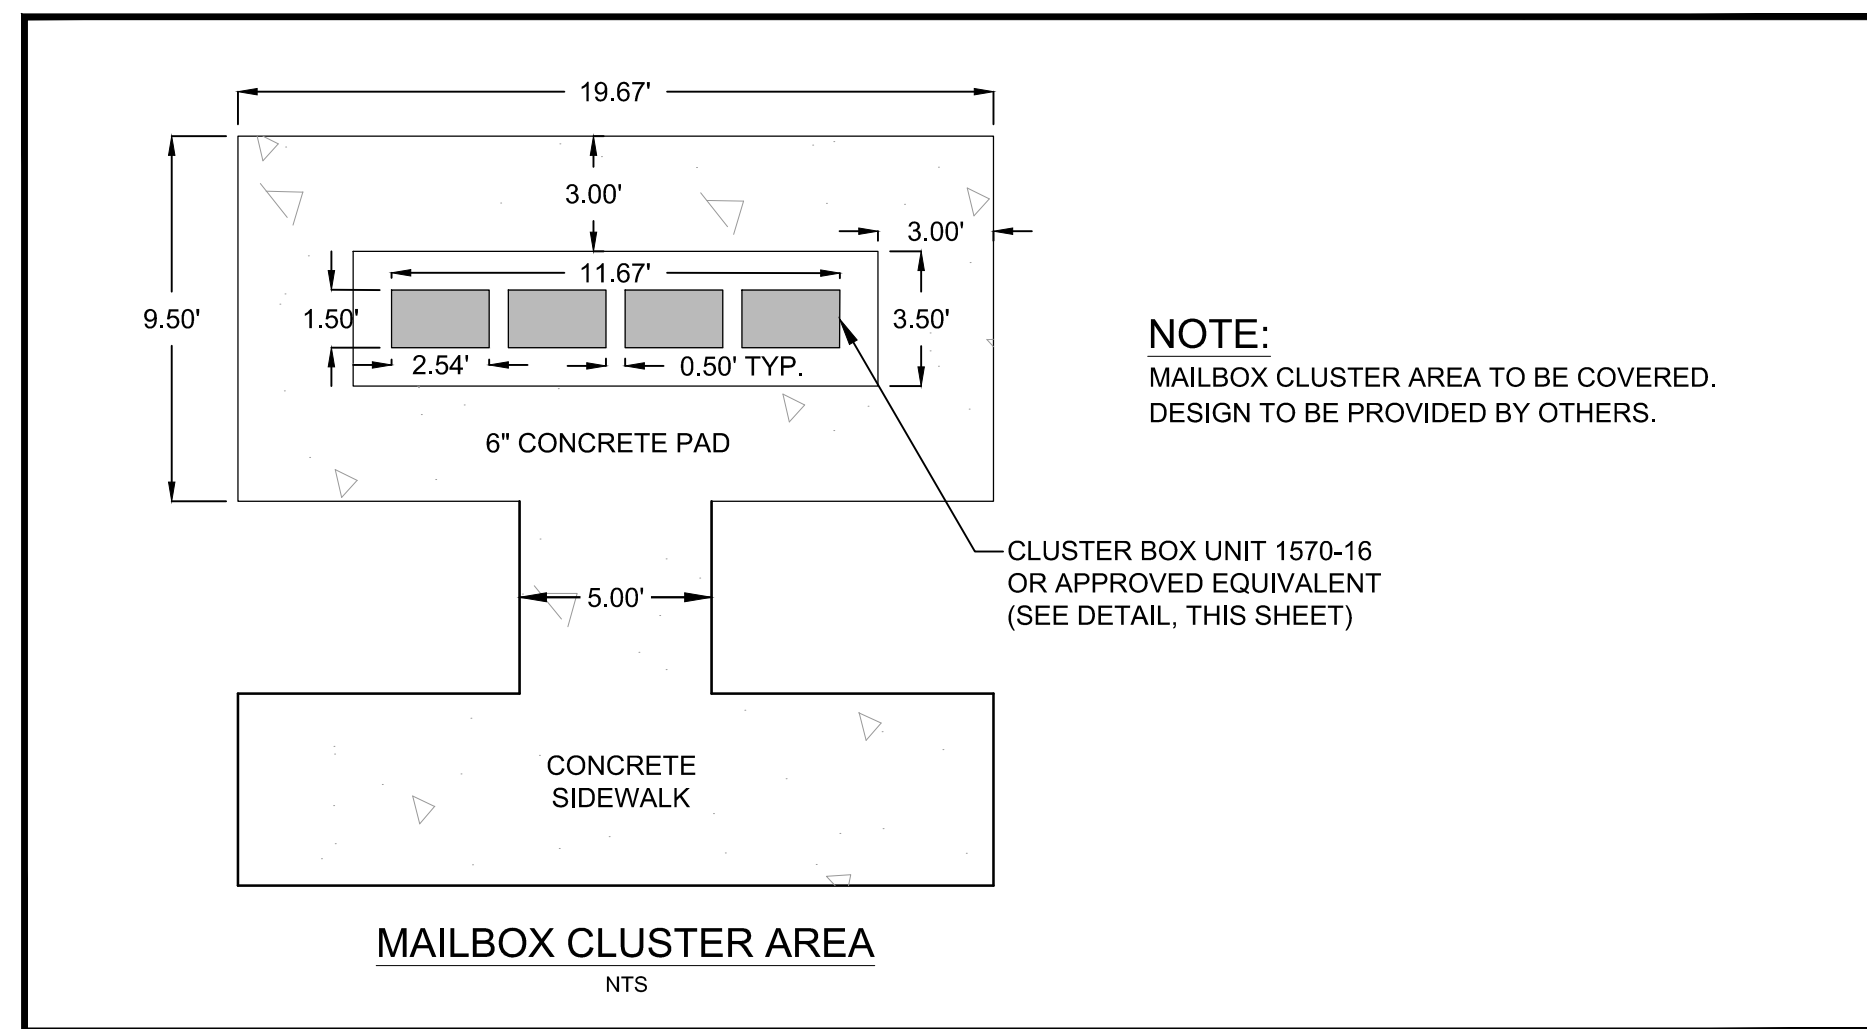 19.67'
3.00'
3.00'
11.67'
9.50'
1.50'
3.50'
2.54'
0.50' TYP.
6" CONCRETE PAD
NOTE:
MAILBOX CLUSTER AREA TO BE COVERED.
DESIGN TO BE PROVIDED BY OTHERS.
CLUSTER BOX UNIT 1570-16
OR APPROVED EQUIVALENT
(SEE DETAIL, THIS SHEET)
5.00'
CONCRETE
SIDEWALK
MAILBOX CLUSTER AREA
NTS